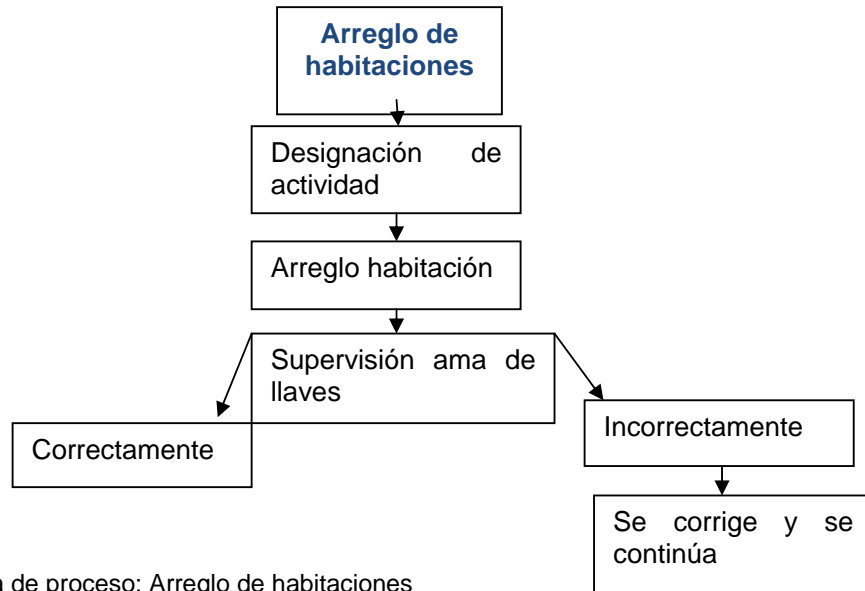 Arreglo de
habitaciones
Designación de
actividad
Arreglo habitación
Supervisión ama de
llaves
Correctamente
Incorrectamente
Se corrige y se
continúa
de proceso: Arreglo de habitaciones